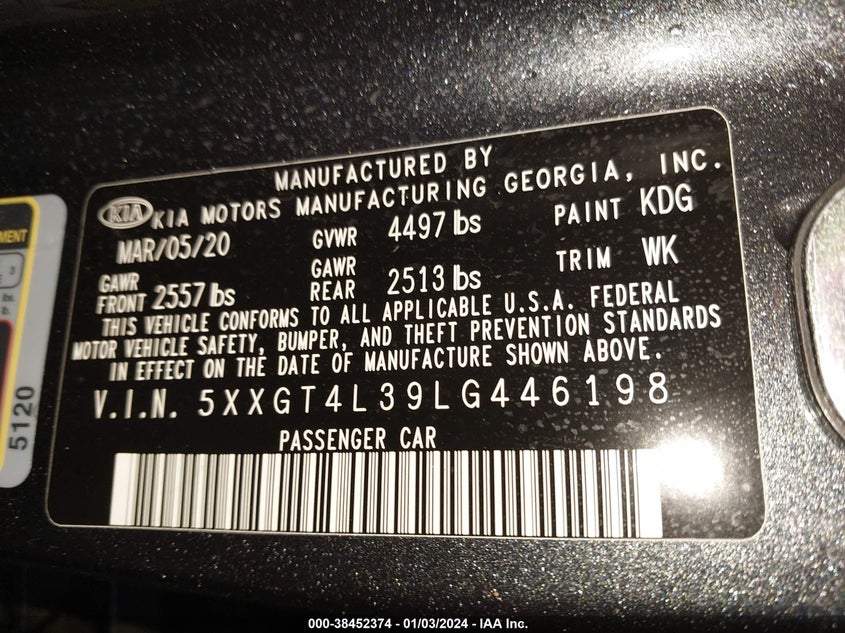 MANUFACTURED BY
KIA KIA MOTORS MANUFACTURING GEORGIA, INC.
MAR/05/20 GVWR 4497 lbs PAINT KDG
GAWR FRONT 2557 lbs GAWR REAR 2513 lbs TRIM WK
THIS VEHICLE CONFORMS TO ALL APPLICABLE U.S.A. FEDERAL
MOTOR VEHICLE SAFETY, BUMPER, AND THEFT PREVENTION STANDARDS
IN EFFECT ON THE DATE OF MANUFACTURE SHOWN ABOVE.
V.I.N. 5XXGT4L39LG446198
PASSENGER CAR
3
lbs.
5120
000-38452374 - 01/03/2024 - IAA Inc.